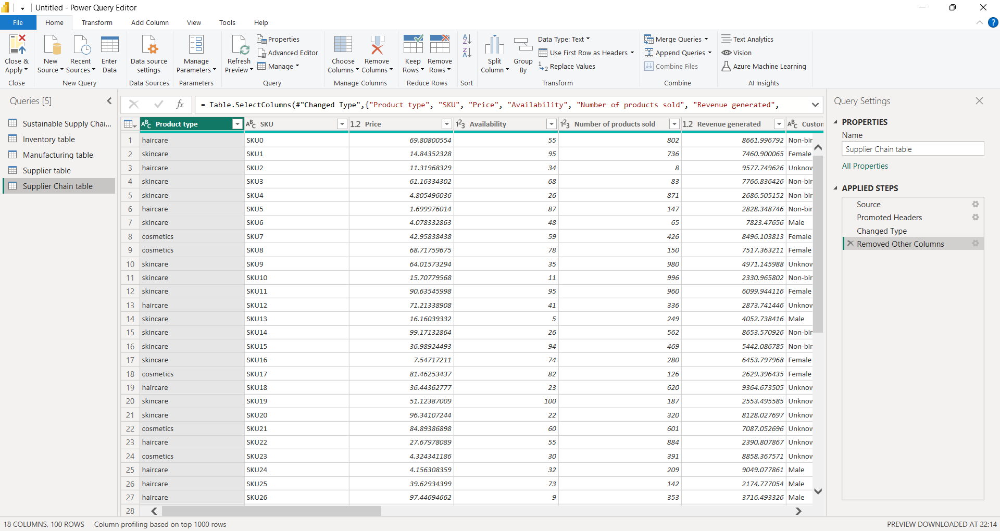 Untitled - Power Query Editor
File Home Transform Add Column View Tools Help
Close & Apply
Close
New Source
Recent Sources
Enter Data
New Query
Data source settings
Data Sources
Manage Parameters
Parameters
Refresh Preview
Properties
Advanced Editor
Manage
Query
Choose Columns
Remove Columns
Manage Columns
Keep Rows
Remove Rows
Reduce Rows
Sort
Split Column
Group By
Data Type: Text
Use First Row as Headers
Replace Values
Transform
Merge Queries
Append Queries
Combine Files
Combine
Text Analytics
Vision
Azure Machine Learning
AI Insights
Queries [5]
Sustainable Supply Chai...
Inventory table
Manufacturing table
Supplier table
Supplier Chain table
fx = Table.SelectColumns(#"Changed Type",{"Product type", "SKU", "Price", "Availability", "Number of products sold", "Revenue generated",
ABC Product type ABC SKU 1.2 Price 123 Availability 123 Number of products sold 1.2 Revenue generated ABC Custon
1 haircare SKU0 69.80800554 55 802 8661.996792 Non-bir
2 skincare SKU1 14.84352328 95 736 7460.900065 Female
3 haircare SKU2 11.31968329 34 8 9577.749626 Unknov
4 skincare SKU3 61.16334302 68 83 7766.836426 Non-bir
5 skincare SKU4 4.805496036 26 871 2686.505152 Non-bir
6 haircare SKU5 1.699976014 87 147 2828.348746 Non-bir
7 skincare SKU6 4.078332863 48 65 7823.47656 Male
8 cosmetics SKU7 42.95838438 59 426 8496.103813 Female
9 cosmetics SKU8 68.71759675 78 150 7517.363211 Female
10 skincare SKU9 64.01573294 35 980 4971.145988 Unknov
11 skincare SKU10 15.70779568 11 996 2330.965802 Non-bir
12 skincare SKU11 90.63545998 95 960 6099.944116 Female
13 haircare SKU12 71.21338908 41 336 2873.741446 Unknov
14 skincare SKU13 16.16039332 5 249 4052.738416 Male
15 skincare SKU14 99.17132864 26 562 8653.570926 Non-bir
16 skincare SKU15 36.98924493 94 469 5442.086785 Non-bir
17 skincare SKU16 7.54717211 74 280 6453.797968 Female
18 cosmetics SKU17 81.46253437 82 126 2629.396435 Female
19 haircare SKU18 36.44362777 23 620 9364.673505 Unknov
20 skincare SKU19 51.12387009 100 187 2553.495585 Unknov
21 skincare SKU20 96.34107244 22 320 8128.027697 Unknov
22 cosmetics SKU21 84.89386898 60 601 7087.052696 Unknov
23 haircare SKU22 27.67978089 55 884 2390.807867 Unknov
24 cosmetics SKU23 4.324341186 30 391 8858.367571 Unknov
25 haircare SKU24 4.156308359 32 209 9049.077861 Male
26 haircare SKU25 39.62934399 73 142 2174.777054 Male
27 haircare SKU26 97.44694662 9 353 3716.493326 Male
28
Query Settings
PROPERTIES
Name
Supplier Chain table
All Properties
APPLIED STEPS
Source
Promoted Headers
Changed Type
Removed Other Columns
18 COLUMNS, 100 ROWS Column profiling based on top 1000 rows PREVIEW DOWNLOADED AT 22:14